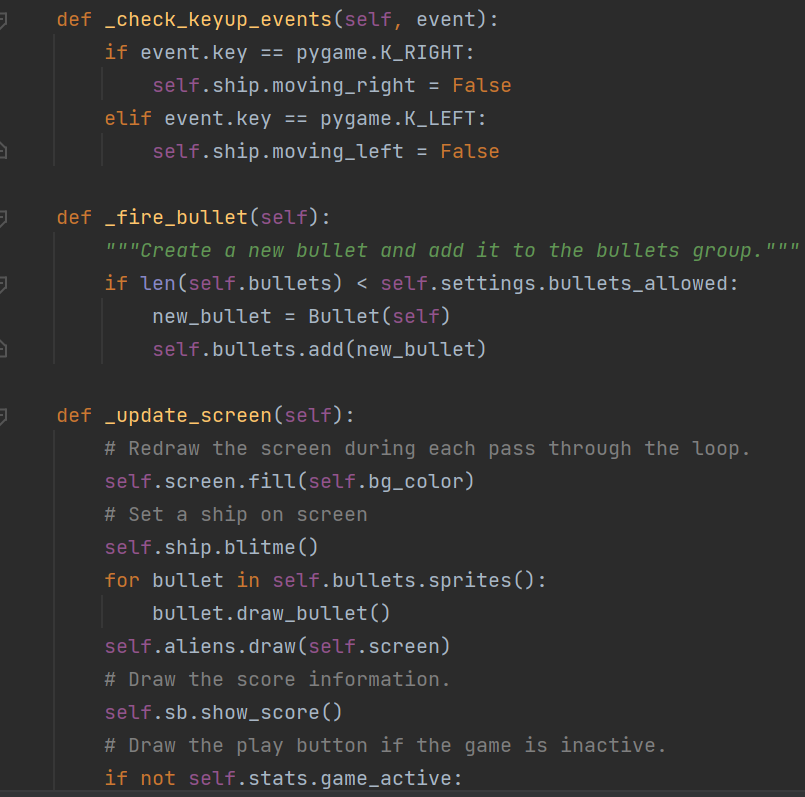 def _check_keyup_events(self, event):
    if event.key == pygame.K_RIGHT:
        self.ship.moving_right = False
    elif event.key == pygame.K_LEFT:
        self.ship.moving_left = False

def _fire_bullet(self):
    """Create a new bullet and add it to the bullets group."""
    if len(self.bullets) < self.settings.bullets_allowed:
        new_bullet = Bullet(self)
        self.bullets.add(new_bullet)

def _update_screen(self):
    # Redraw the screen during each pass through the loop.
    self.screen.fill(self.bg_color)
    # Set a ship on screen
    self.ship.blitme()
    for bullet in self.bullets.sprites():
        bullet.draw_bullet()
    self.aliens.draw(self.screen)
    # Draw the score information.
    self.sb.show_score()
    # Draw the play button if the game is inactive.
    if not self.stats.game_active: